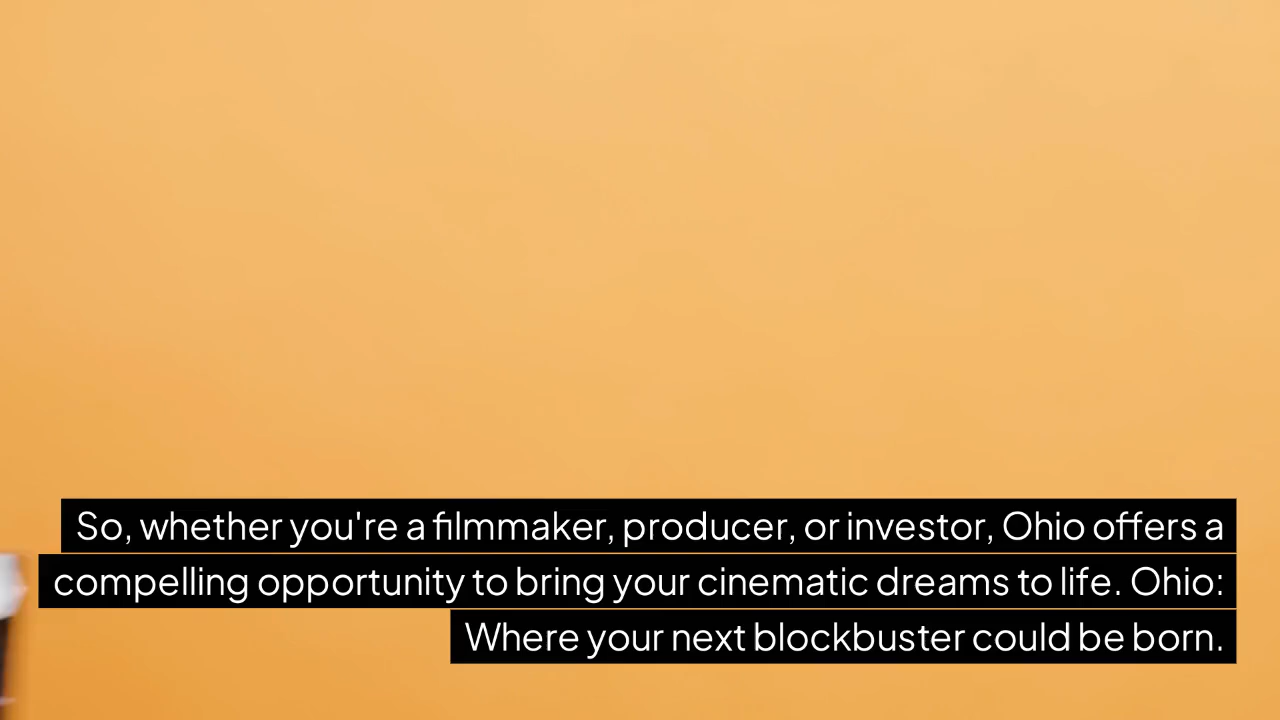 So, whether you're a filmmaker, producer, or investor, Ohio offers a
compelling opportunity to bring your cinematic dreams to life. Ohio:
Where your next blockbuster could be born.